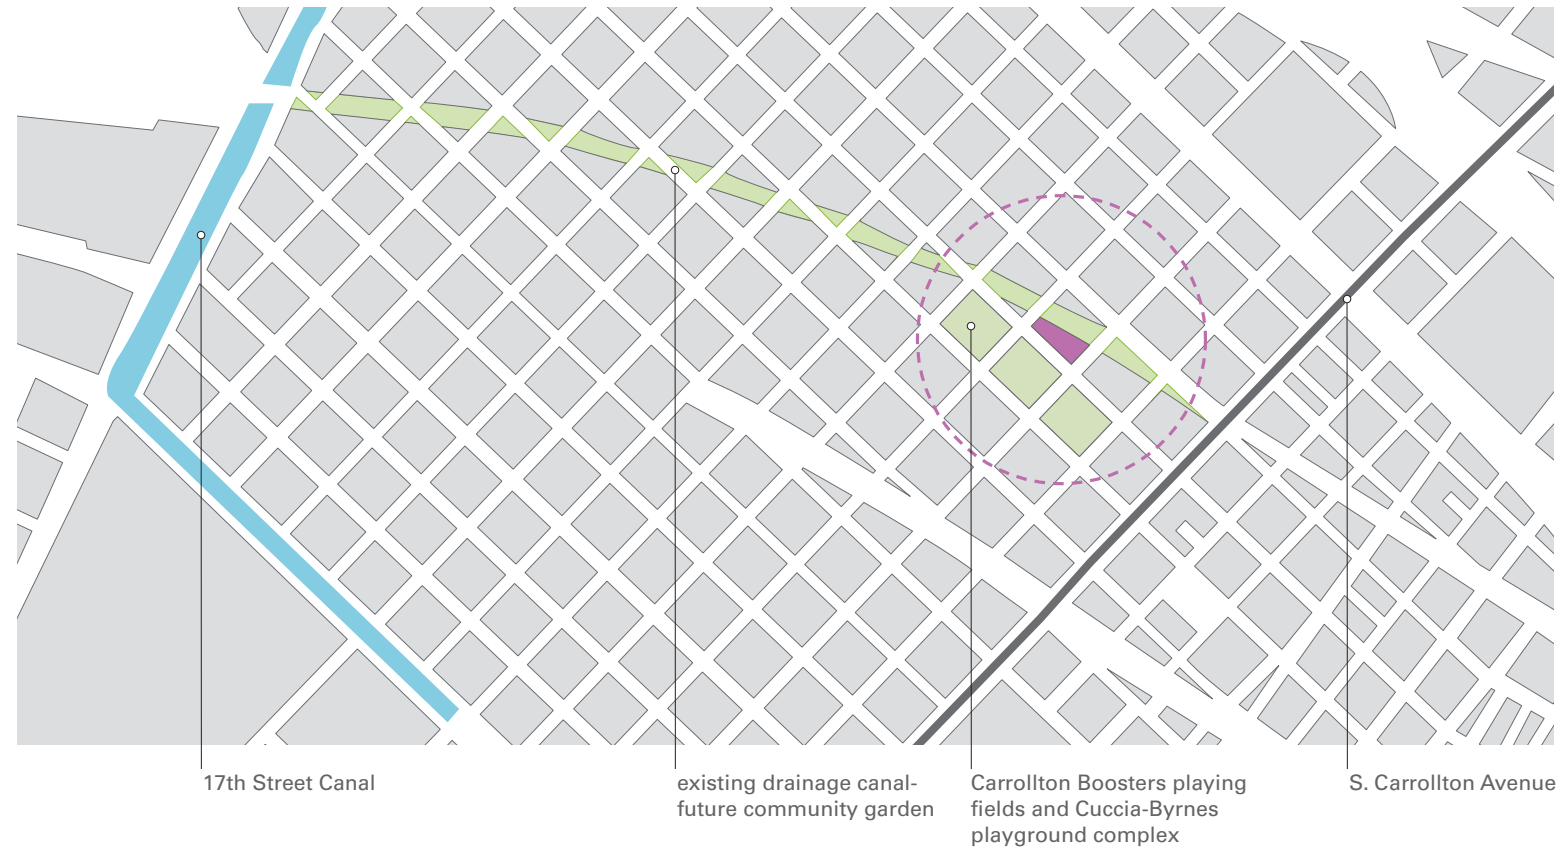 17th Street Canal
existing drainage canal-
future community garden
Carrollton Boosters playing
fields and Cuccia-Byrnes
playground complex
S. Carrollton Avenue